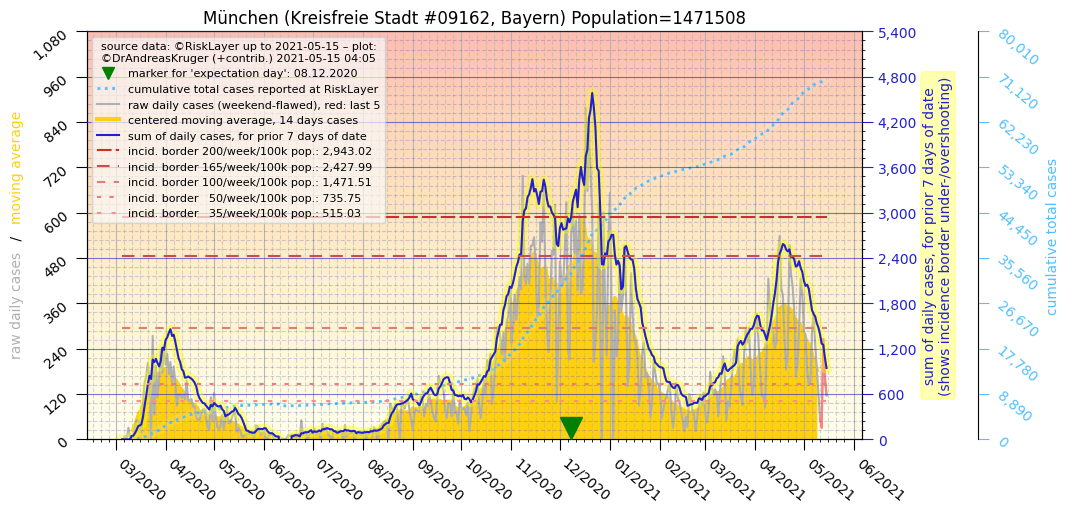 München (Kreisfreie Stadt #09162, Bayern) Population=1471508
source data: ©RiskLayer up to 2021-05-15 – plot:
©DrAndreasKruger (+contrib.) 2021-05-15 04:05
marker for 'expectation day': 08.12.2020
cumulative total cases reported at RiskLayer
raw daily cases (weekend-flawed), red: last 5
centered moving average, 14 days cases
sum of daily cases, for prior 7 days of date
incid. border 200/week/100k pop.: 2,943.02
incid. border 165/week/100k pop.: 2,427.99
incid. border 100/week/100k pop.: 1,471.51
incid. border   50/week/100k pop.: 735.75
incid. border   35/week/100k pop.: 515.03
raw daily cases / moving average
1,080
960
840
720
600
480
360
240
120
0
03/2020
04/2020
05/2020
06/2020
07/2020
08/2020
09/2020
10/2020
11/2020
12/2020
01/2021
02/2021
03/2021
04/2021
05/2021
06/2021
5,400
4,800
4,200
3,600
3,000
2,400
1,800
1,200
600
0
sum of daily cases, for prior 7 days of date
(shows incidence border under-/overshooting)
80,010
71,120
62,230
53,340
44,450
35,560
26,670
17,780
8,890
0
cumulative total cases